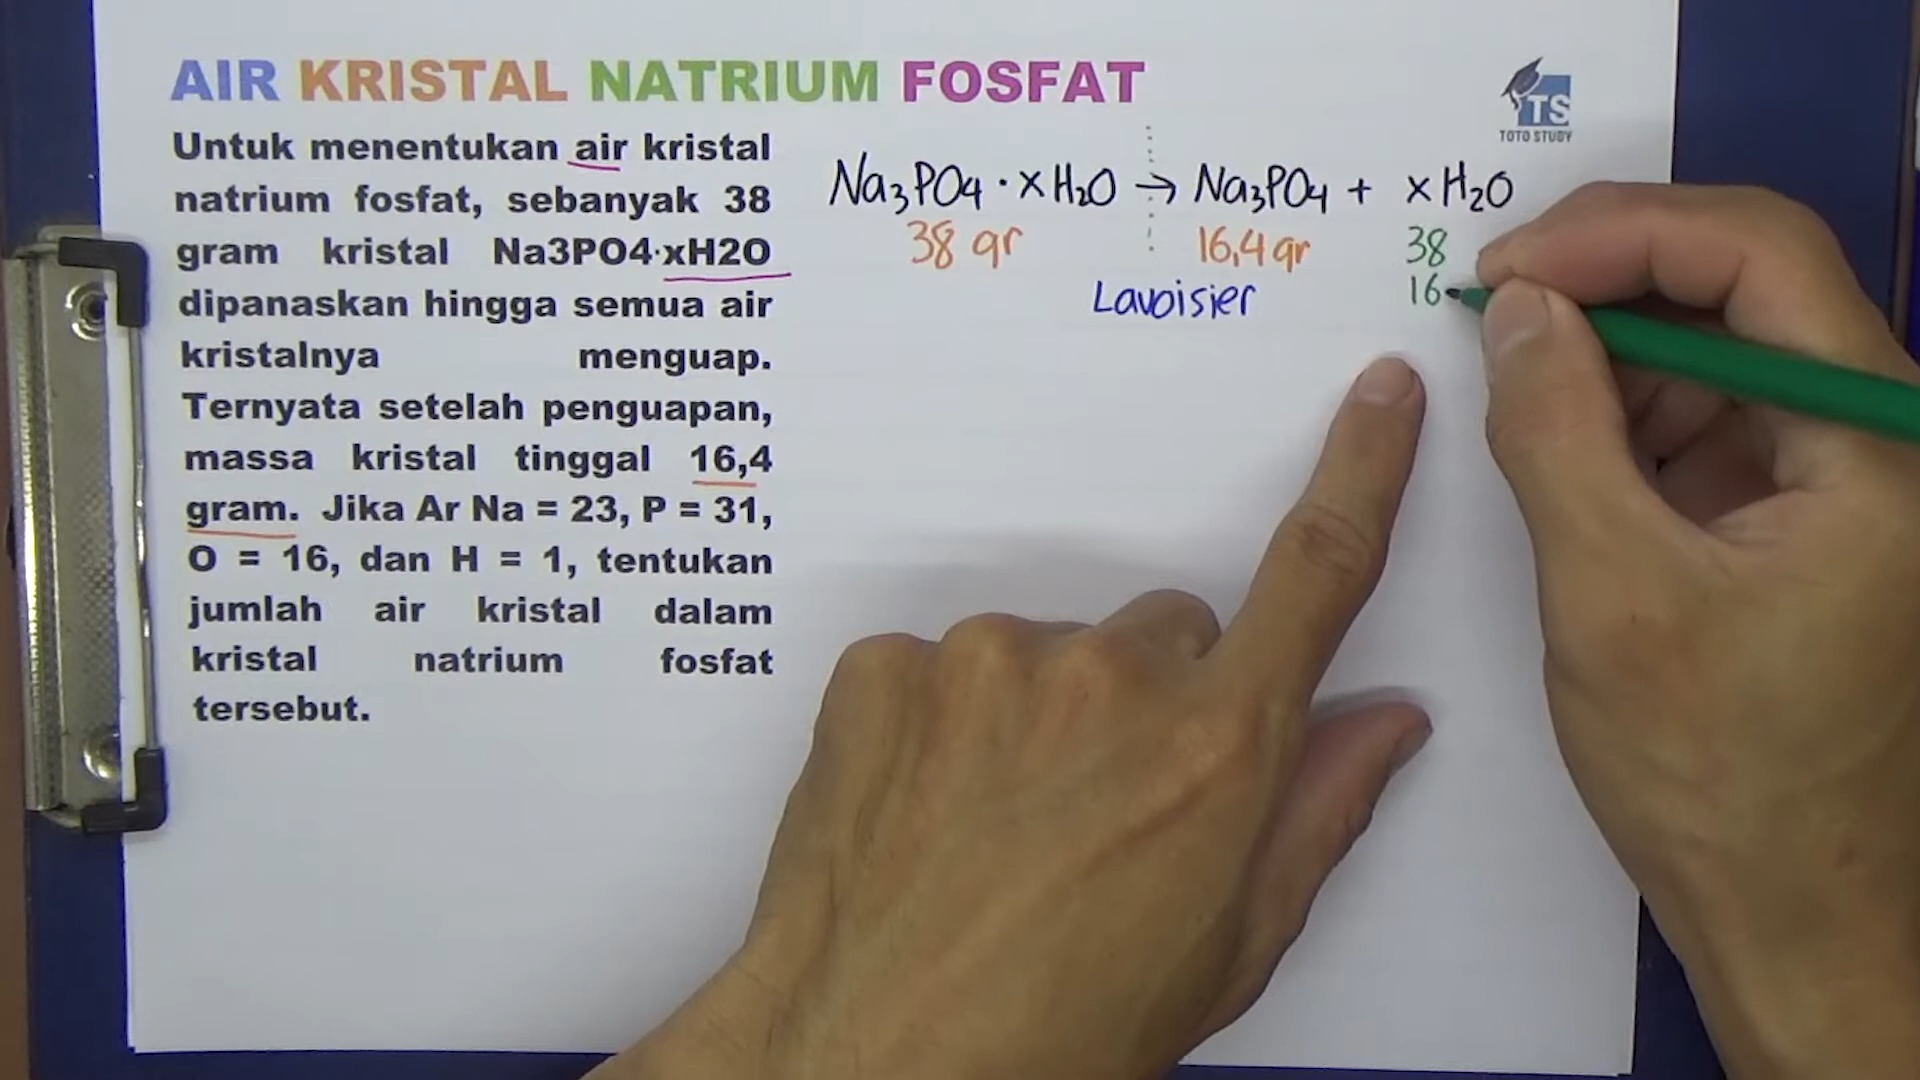 AIR KRISTAL NATRIUM FOSFAT
TS
TOTO STUDY
Untuk menentukan air kristal
natrium fosfat, sebanyak 38
gram kristal Na3PO4·xH2O
dipanaskan hingga semua air
kristalnya menguap.
Ternyata setelah penguapan,
massa kristal tinggal 16,4
gram. Jika Ar Na = 23, P = 31,
O = 16, dan H = 1, tentukan
jumlah air kristal dalam
kristal natrium fosfat
tersebut.
Na₃PO₄ · xH₂O → Na₃PO₄ + xH₂O
38 gr 16,4 gr 38
Lavoisier 16